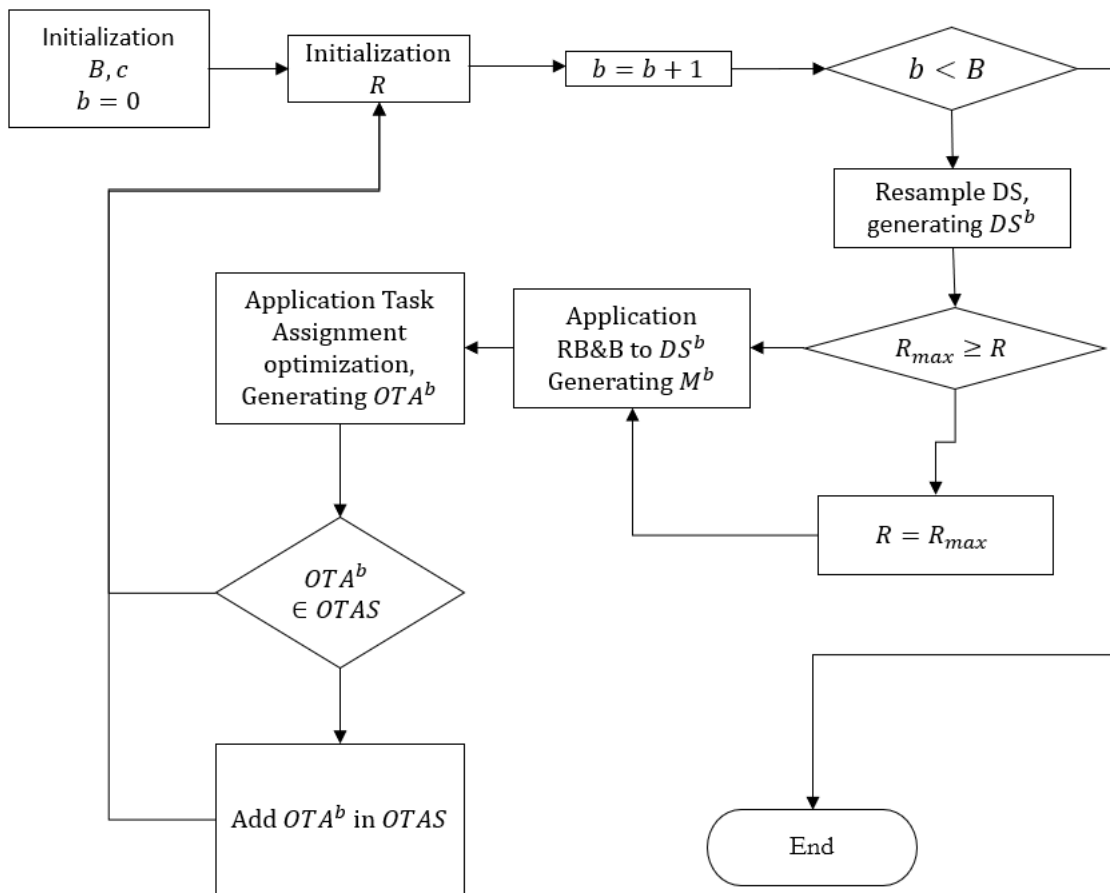 Initialization
B, c
b = 0
Initialization
R
b = b + 1
b < B
Resample DS,
generating DS^b
R_max ≥ R
Application
RB&B to DS^b
Generating M^b
Application Task
Assignment
optimization,
Generating OTA^b
R = R_max
OTA^b
∈ OTAS
Add OTA^b in OTAS
End